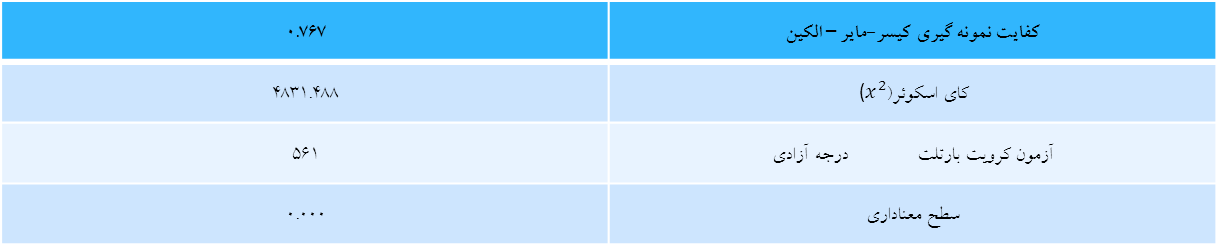 کفایت نمونه گیری کیسر-مایر – الکین ۰.۷۶۷
کای اسکوئر(x²) ۴۸۳۱.۴۸۸
آزمون کرویت بارتلت درجه آزادی ۵۶۱
سطح معناداری ۰.۰۰۰